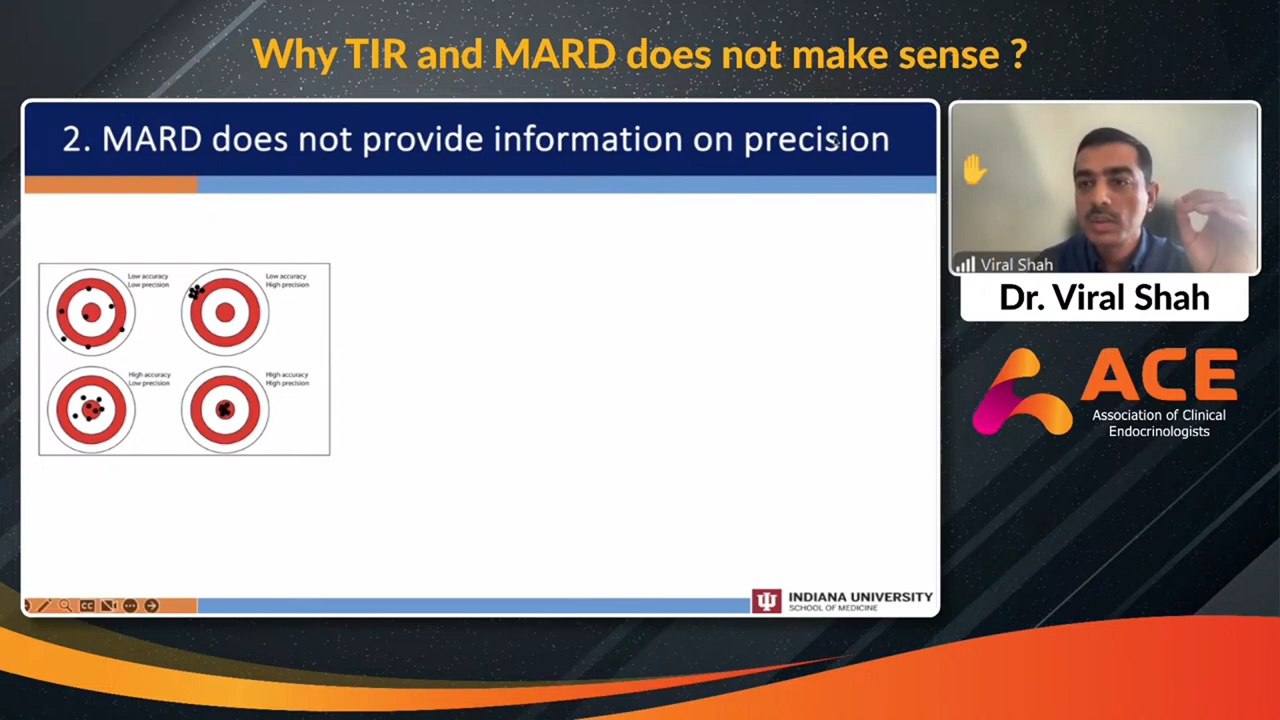 Why TIR and MARD does not make sense ?
2. MARD does not provide information on precision
Low accuracy
Low precision
Low accuracy
High precision
High accuracy
Low precision
High accuracy
High precision
CC
INDIANA UNIVERSITY
SCHOOL OF MEDICINE
Viral Shah
Dr. Viral Shah
ACE
Association of Clinical
Endocrinologists